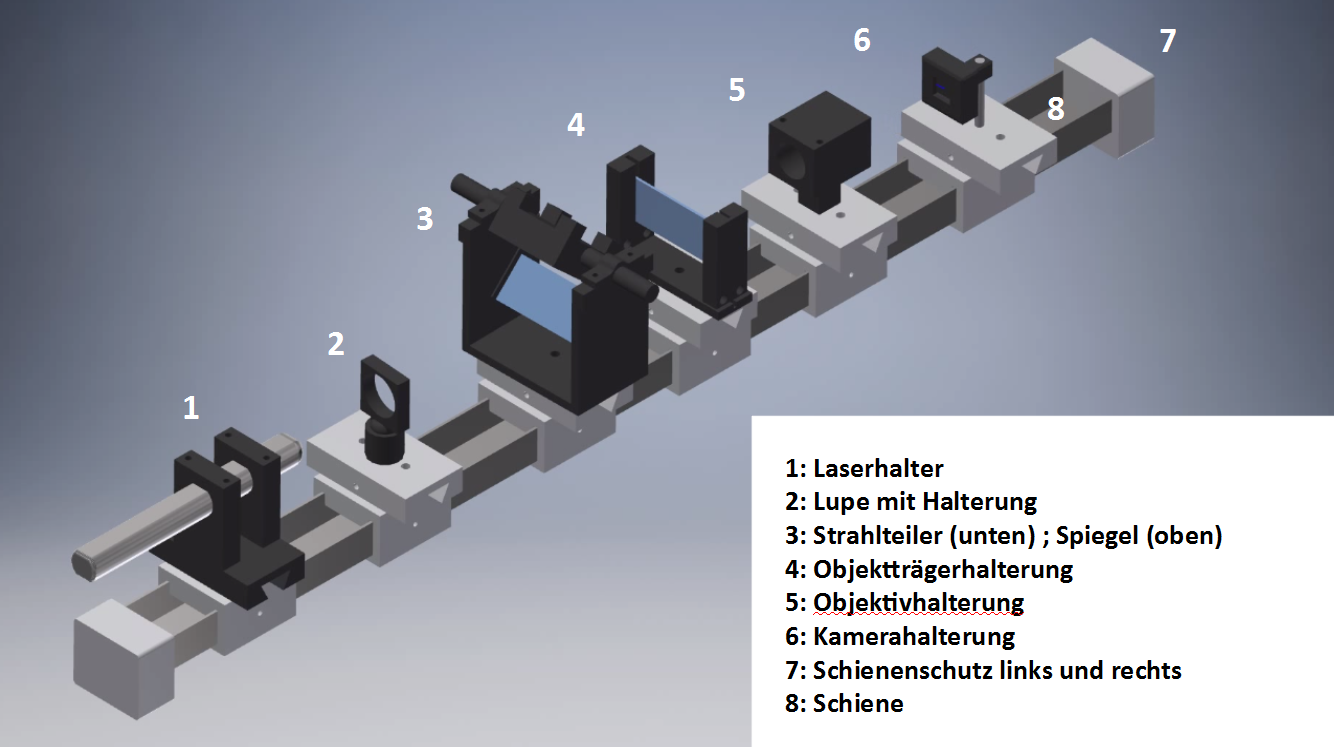 6
7
5
8
4
3
2
1
1: Laserhalter
2: Lupe mit Halterung
3: Strahlteiler (unten) ; Spiegel (oben)
4: Objektträgerhalterung
5: Objektivhalterung
6: Kamerahalterung
7: Schienenschutz links und rechts
8: Schiene